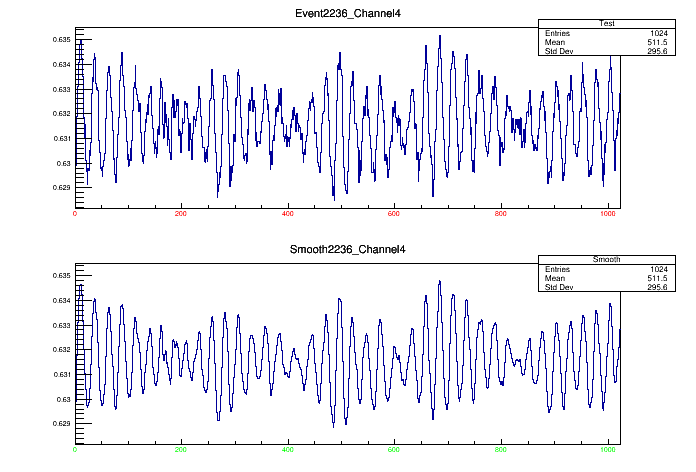 Event2236_Channel4
Test
Entries 1024
Mean 511.5
Std Dev 295.6
0.635
0.634
0.633
0.632
0.631
0.63
0.629
0 200 400 600 800 1000
Smooth2236_Channel4
Smooth
Entries 1024
Mean 511.5
Std Dev 295.6
0.635
0.634
0.633
0.632
0.631
0.63
0.629
0 200 400 600 800 1000